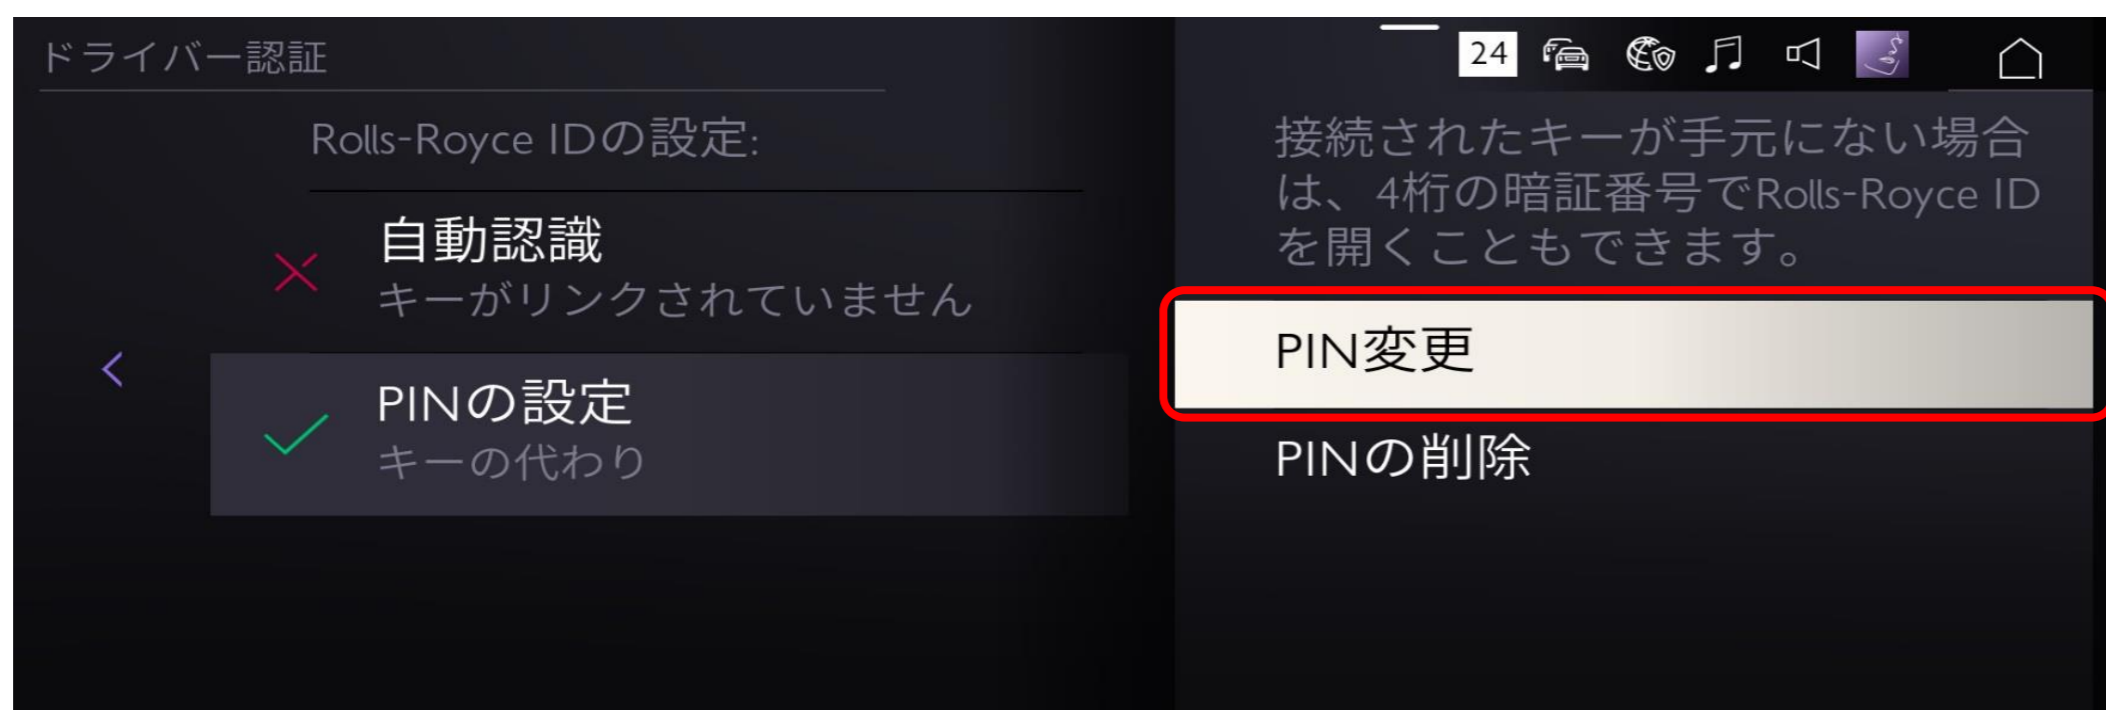 ドライバー認証
24
Rolls-Royce IDの設定:
自動認識
キーがリンクされていません
PINの設定
キーの代わり
接続されたキーが手元にない場合
は、4桁の暗証番号でRolls-Royce ID
を開くこともできます。
PIN変更
PINの削除